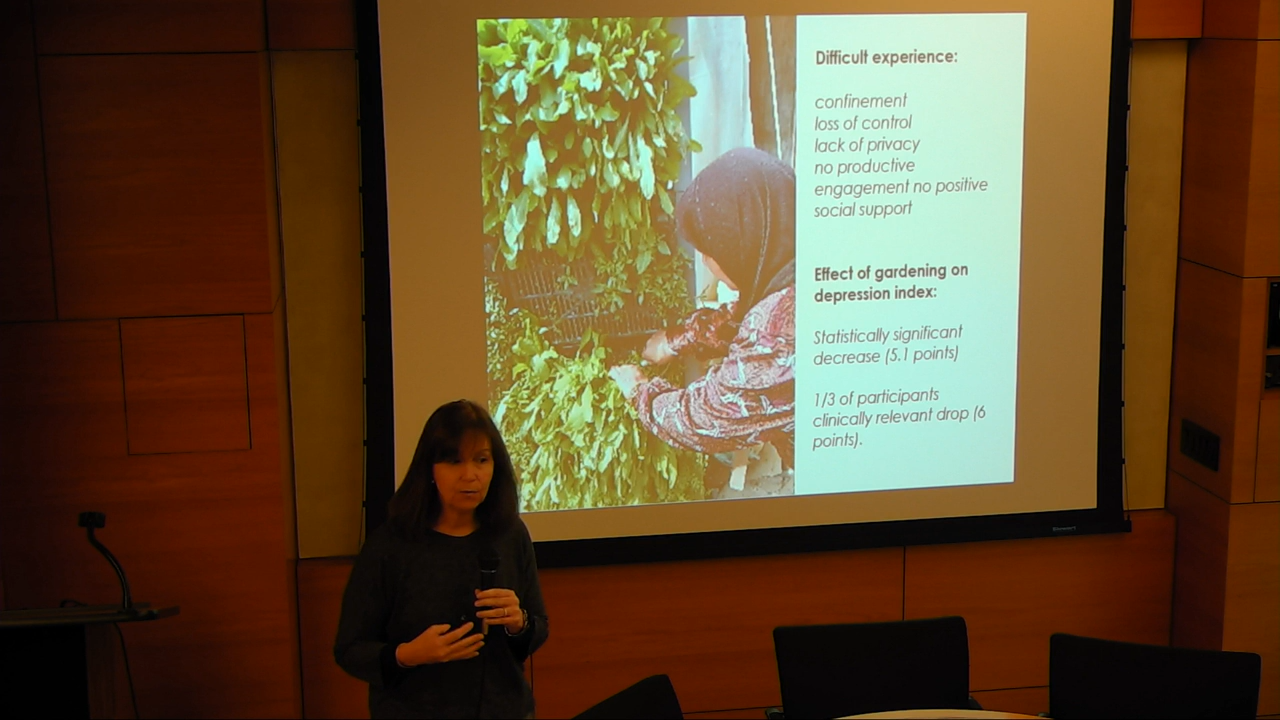 Difficult experience:
confinement
loss of control
lack of privacy
no productive
engagement no positive
social support
Effect of gardening on
depression index:
Statistically significant
decrease (5.1 points)
1/3 of participants
clinically relevant drop (6
points).